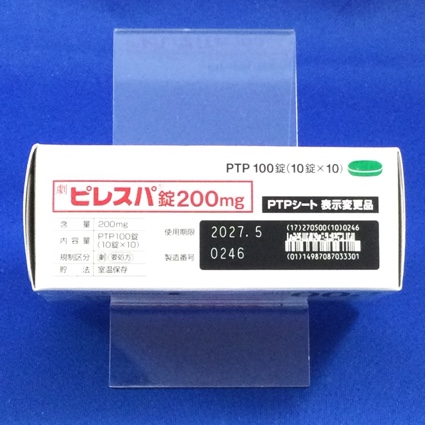 PTP 100錠(10錠×10)
劇 ピレスパ錠200mg
PTPシート 表示変更品
含 量 200mg
内 容 量 PTP100錠
(10錠×10)
規制区分 劇 処方
貯 法 室温保存
使用期限 2027.5
製造番号 0246
(17)270500(10)0246
(01)14987087033301